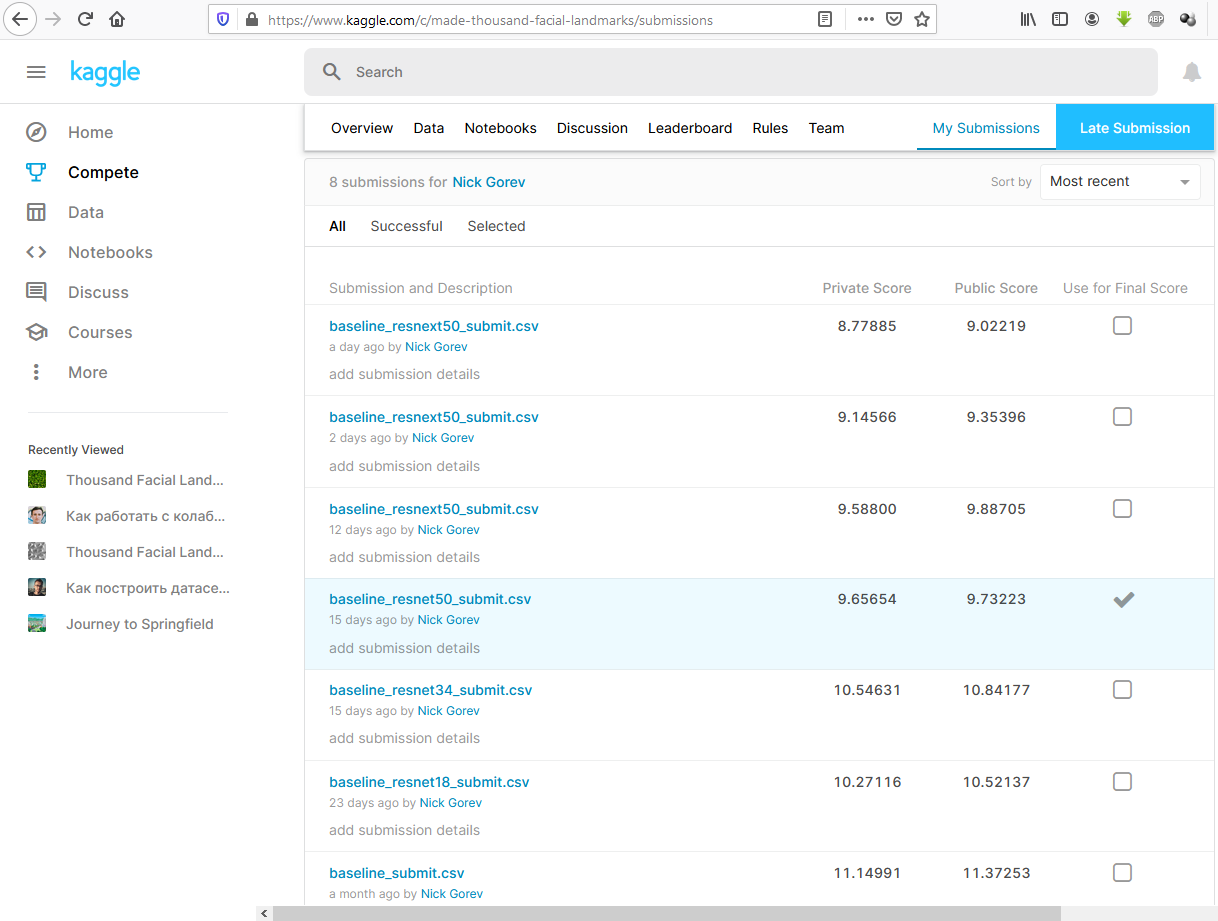 https://www.kaggle.com/c/made-thousand-facial-landmarks/submissions
ABP
kaggle
Search
Home
Compete
Data
Notebooks
Discuss
Courses
More
Recently Viewed
Thousand Facial Land...
Как работать с колаб...
Thousand Facial Land...
Как построить датасе...
Journey to Springfield
Overview Data Notebooks Discussion Leaderboard Rules Team My Submissions Late Submission
8 submissions for Nick Gorev Sort by Most recent
All Successful Selected
Submission and Description Private Score Public Score Use for Final Score
baseline_resnext50_submit.csv 8.77885 9.02219
a day ago by Nick Gorev
add submission details
baseline_resnext50_submit.csv 9.14566 9.35396
2 days ago by Nick Gorev
add submission details
baseline_resnext50_submit.csv 9.58800 9.88705
12 days ago by Nick Gorev
add submission details
baseline_resnet50_submit.csv 9.65654 9.73223
15 days ago by Nick Gorev
add submission details
baseline_resnet34_submit.csv 10.54631 10.84177
15 days ago by Nick Gorev
add submission details
baseline_resnet18_submit.csv 10.27116 10.52137
23 days ago by Nick Gorev
add submission details
baseline_submit.csv 11.14991 11.37253
a month ago by Nick Gorev